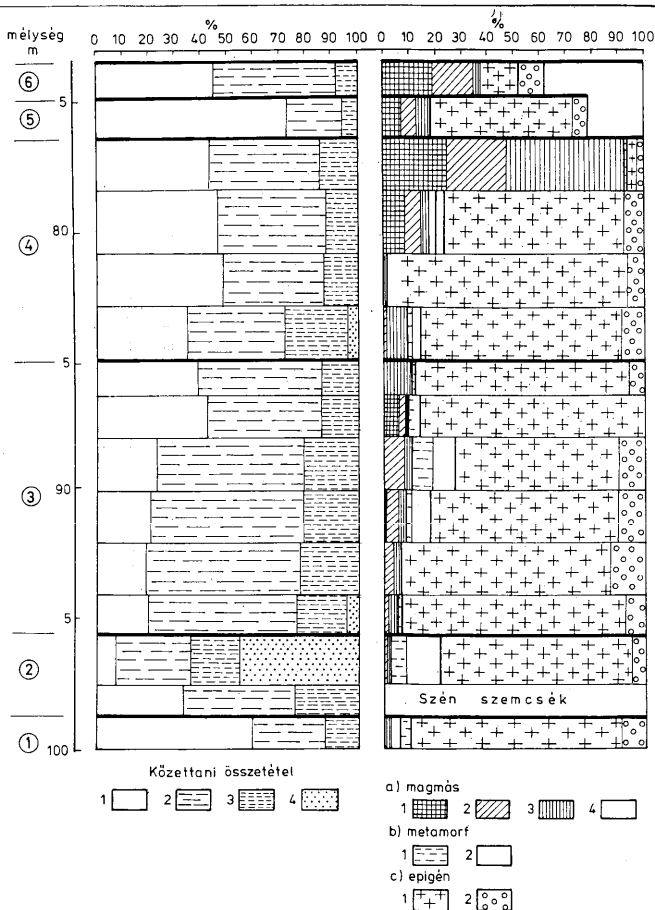 mélység
m
%
0 10 20 30 40 50 60 70 80 90 100
%
0 10 20 30 40 50 60 70 80 90 100
⑥
5
⑤
④
80
5
③
90
5
②
Szén szemcsék
①
100
Kőzettani összetétel
1 2 3 4
a) magmás
1 2 3 4
b) metamorf
1 2
c) epigén
1 2